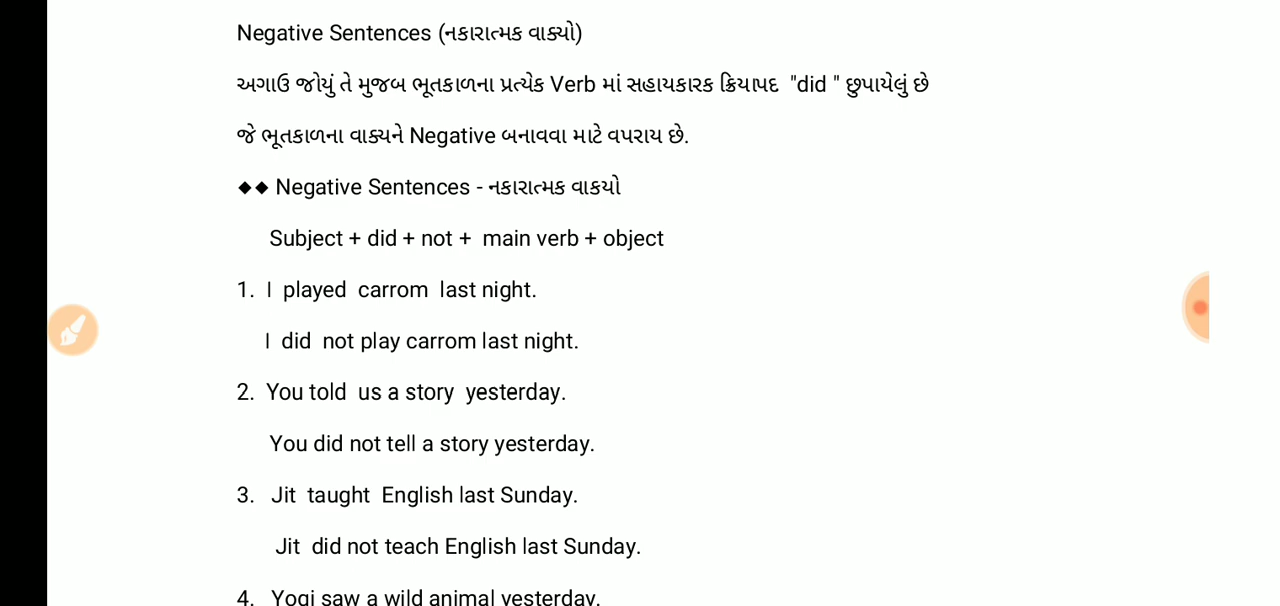 Negative Sentences (નકારાત્મક વાક્યો)
અગાઉ જોયું તે મુજબ ભૂતકાળના પ્રત્યેક Verb માં સહાયકારક ક્રિયાપદ "did " છુપાયેલું છે
જે ભૂતકાળના વાક્યને Negative બનાવવા માટે વપરાય છે.
◆◆ Negative Sentences - નકારાત્મક વાકયો
Subject + did + not + main verb + object
1. I played carrom last night.
I did not play carrom last night.
2. You told us a story yesterday.
You did not tell a story yesterday.
3. Jit taught English last Sunday.
Jit did not teach English last Sunday.
4. Yogi saw a wild animal yesterday.